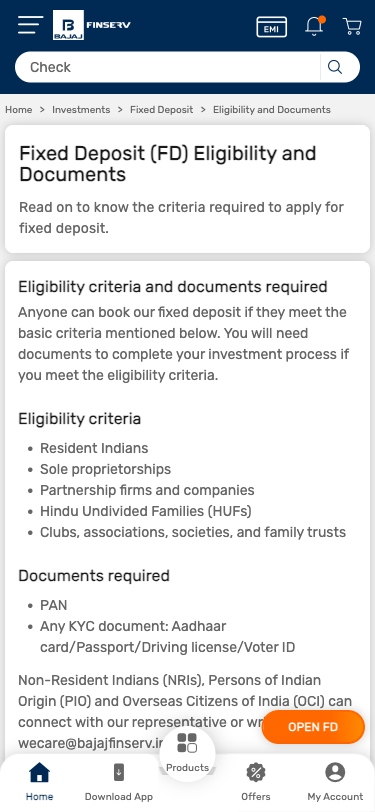 B
BAJAJ
FINSERV
EMI
Check
Home > Investments > Fixed Deposit > Eligibility and Documents
Fixed Deposit (FD) Eligibility and
Documents
Read on to know the criteria required to apply for
fixed deposit.
Eligibility criteria and documents required
Anyone can book our fixed deposit if they meet the
basic criteria mentioned below. You will need
documents to complete your investment process if
you meet the eligibility criteria.
Eligibility criteria
• Resident Indians
• Sole proprietorships
• Partnership firms and companies
• Hindu Undivided Families (HUFs)
• Clubs, associations, societies, and family trusts
Documents required
• PAN
• Any KYC document: Aadhaar
card/Passport/Driving license/Voter ID
Non-Resident Indians (NRIs), Persons of Indian
Origin (PIO) and Overseas Citizens of India (OCI) can
connect with our representative or
OPEN FD
Home
Download App
Products
Offers
My Account